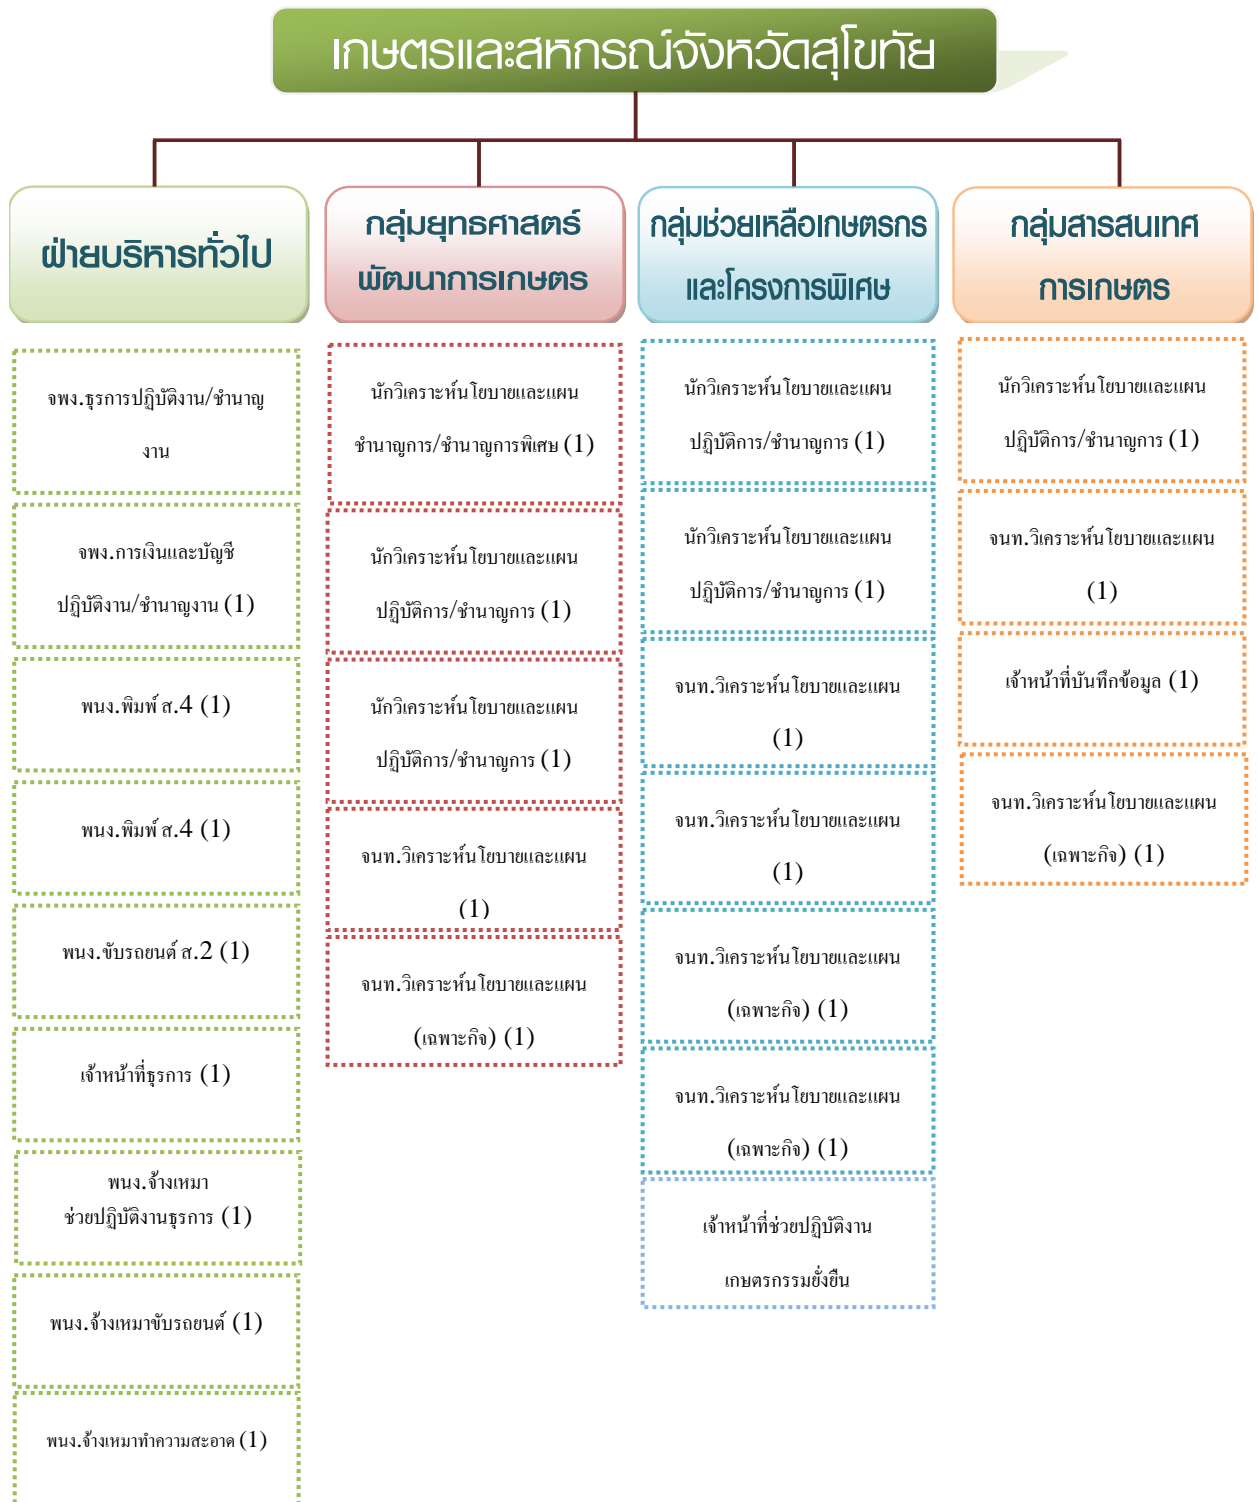 เกษตรและสหกรณ์จังหวัดสุโขทัย
ฝ่ายบริหารทั่วไป
จพง.ธุรการปฏิบัติงาน/ชำนาญ
งาน
จพง.การเงินและบัญชี
ปฏิบัติงาน/ชำนาญงาน (1)
พนง.พิมพ์ ส.4 (1)
พนง.พิมพ์ ส.4 (1)
พนง.ขับรถยนต์ ส.2 (1)
เจ้าหน้าที่ธุรการ (1)
พนง.จ้างเหมา
ช่วยปฏิบัติงานธุรการ (1)
พนง.จ้างเหมาขับรถยนต์ (1)
พนง.จ้างเหมาทำความสะอาด (1)
กลุ่มยุทธศาสตร์
พัฒนาการเกษตร
นักวิเคราะห์นโยบายและแผน
ชำนาญการ/ชำนาญการพิเศษ (1)
นักวิเคราะห์นโยบายและแผน
ปฏิบัติการ/ชำนาญการ (1)
นักวิเคราะห์นโยบายและแผน
ปฏิบัติการ/ชำนาญการ (1)
จนท.วิเคราะห์นโยบายและแผน
(1)
จนท.วิเคราะห์นโยบายและแผน
(เฉพาะกิจ) (1)
กลุ่มช่วยเหลือเกษตรกร
และโครงการพิเศษ
นักวิเคราะห์นโยบายและแผน
ปฏิบัติการ/ชำนาญการ (1)
นักวิเคราะห์นโยบายและแผน
ปฏิบัติการ/ชำนาญการ (1)
จนท.วิเคราะห์นโยบายและแผน
(1)
จนท.วิเคราะห์นโยบายและแผน
(1)
จนท.วิเคราะห์นโยบายและแผน
(เฉพาะกิจ) (1)
จนท.วิเคราะห์นโยบายและแผน
(เฉพาะกิจ) (1)
เจ้าหน้าที่ช่วยปฏิบัติงาน
เกษตรกรรมยั่งยืน
กลุ่มสารสนเทศ
การเกษตร
นักวิเคราะห์นโยบายและแผน
ปฏิบัติการ/ชำนาญการ (1)
จนท.วิเคราะห์นโยบายและแผน
(1)
เจ้าหน้าที่บันทึกข้อมูล (1)
จนท.วิเคราะห์นโยบายและแผน
(เฉพาะกิจ) (1)